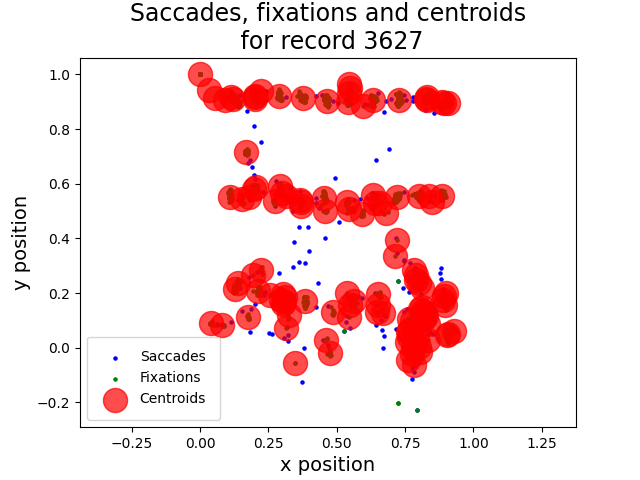 Saccades, fixations and centroids
for record 3627
1.0
0.8
0.6
0.4
0.2
0.0
−0.2
y position
Saccades
Fixations
Centroids
−0.25 0.00 0.25 0.50 0.75 1.00 1.25
x position